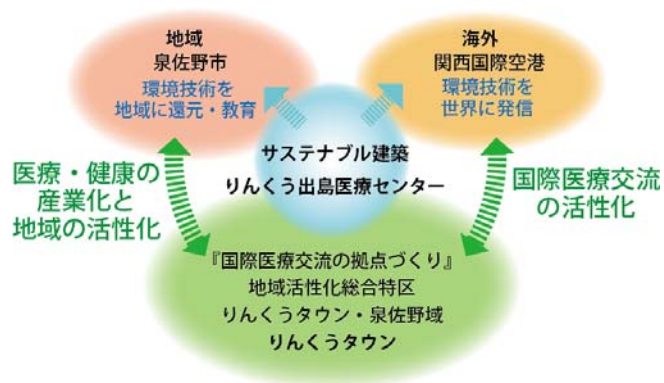 地域
泉佐野市
環境技術を
地域に還元・教育
海外
関西国際空港
環境技術を
世界に発信
サステナブル建築
りんくう出島医療センター
医療・健康の
産業化と
地域の活性化
国際医療交流
の活性化
『国際医療交流の拠点づくり』
地域活性化総合特区
りんくうタウン・泉佐野域
りんくうタウン